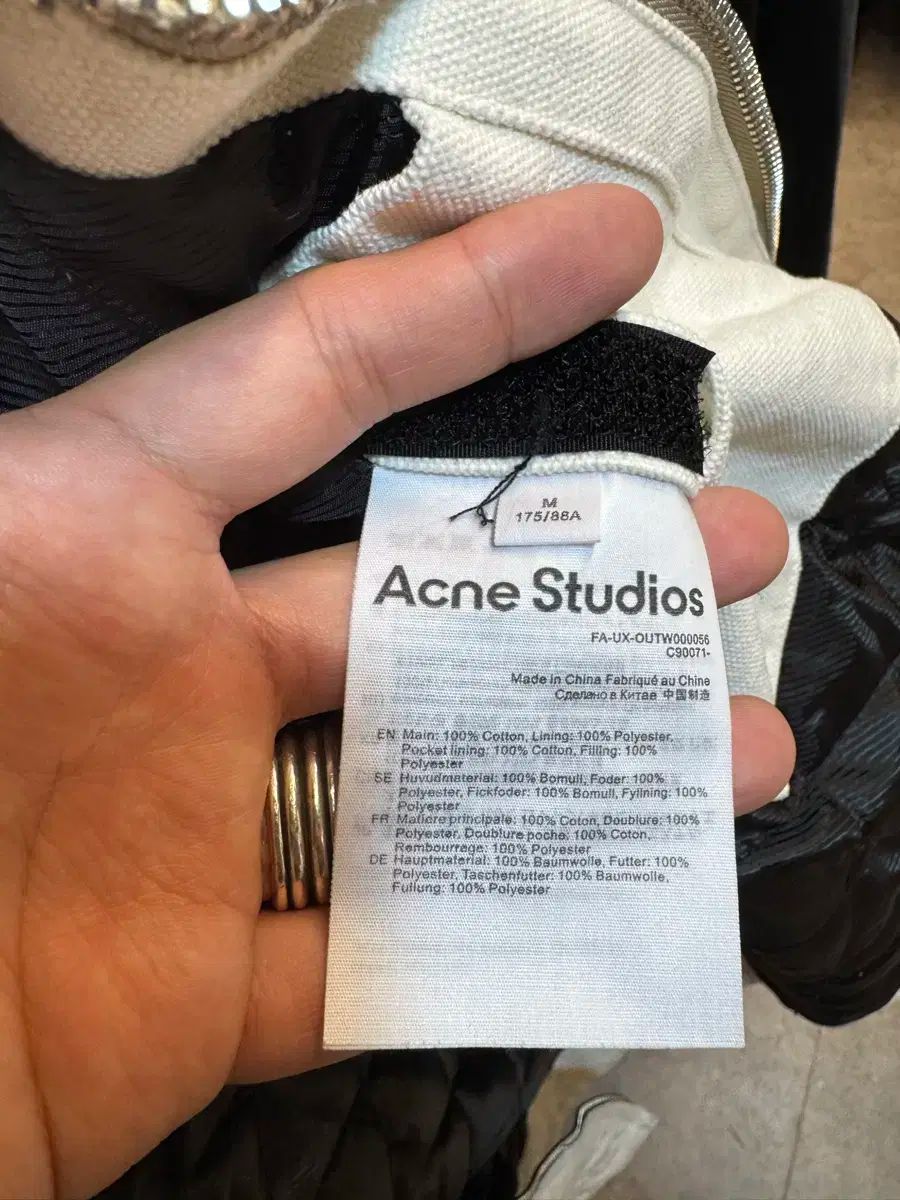 M
175/88A
Acne Studios
FA-UX-OUTW000056
C90071-
Made in China Fabriqué au Chine
Сделано в Китае 中国制造
EN Main: 100% Cotton, Lining: 100% Polyester,
Pocket lining: 100% Cotton, Filling: 100%
Polyester
SE Huvudmaterial: 100% Bomull, Foder: 100%
Polyester, Fickfoder: 100% Bomull, Fyllning: 100%
Polyester
FR Matiere principale: 100% Coton, Doublure: 100%
Polyester, Doublure poche: 100% Coton,
Rembourrage: 100% Polyester
DE Hauptmaterial: 100% Baumwolle, Futter: 100%
Polyester, Taschenfutter: 100% Baumwolle,
Fullung: 100% Polyester